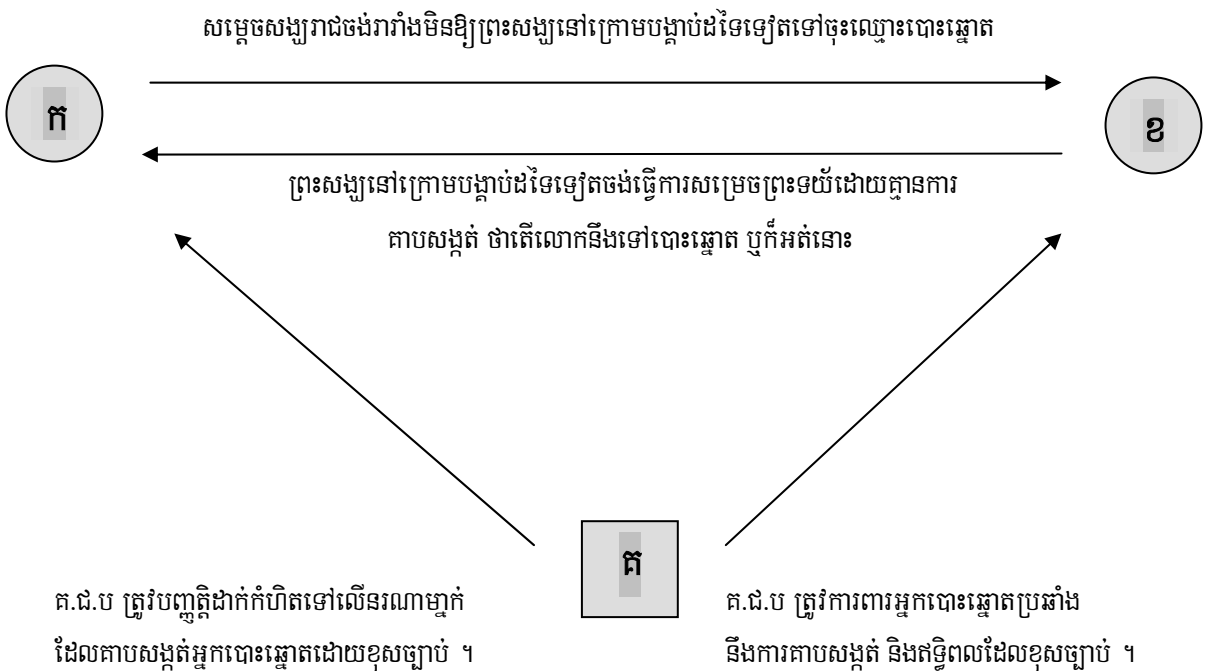 សម្តេចសង្ឃរាជចង់រារាំងមិនឱ្យព្រះសង្ឃនៅក្រោមបង្គាប់ដទៃទៀតទៅចុះឈ្មោះបោះឆ្នោត
ក
ខ
ព្រះសង្ឃនៅក្រោមបង្គាប់ដទៃទៀតចង់ធ្វើការសម្រេចព្រះទយ័ដោយគ្មានការ
គាបសង្កត់ ថាតើលោកនឹងទៅបោះឆ្នោត ឬក៏អត់នោះ
គ
គ.ជ.ប ត្រូវបញ្ញត្តិដាក់កំហិតទៅលើនរណាម្នាក់
ដែលគាបសង្កត់អ្នកបោះឆ្នោតដោយខុសច្បាប់ ។
គ.ជ.ប ត្រូវការពារអ្នកបោះឆ្នោតប្រឆាំង
នឹងការគាបសង្កត់ និងឥទ្ធិពលដែលខុសច្បាប់ ។